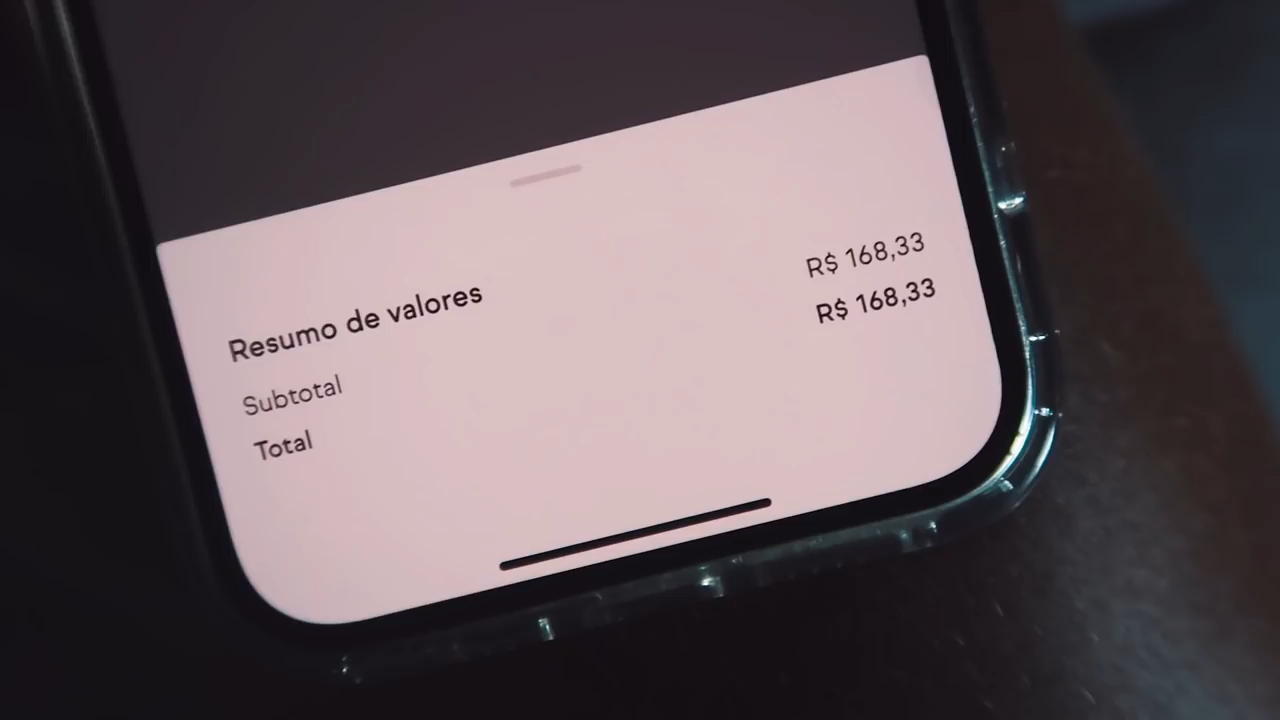 Resumo de valores
Subtotal R$ 168,33
Total R$ 168,33